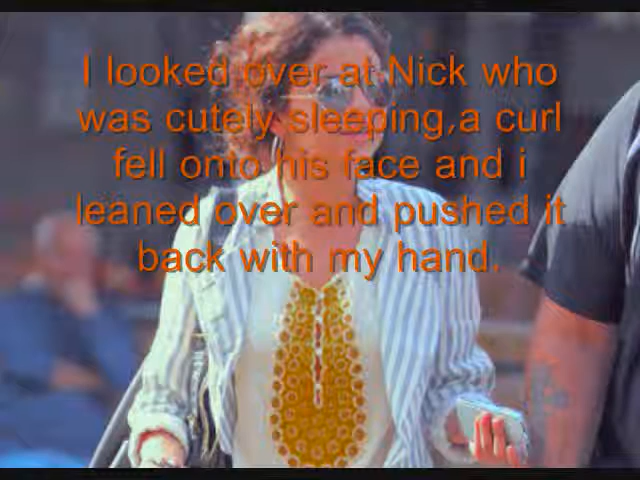 I looked over at Nick who
was cutely sleeping,a curl
fell onto his face and i
leaned over and pushed it
back with my hand.